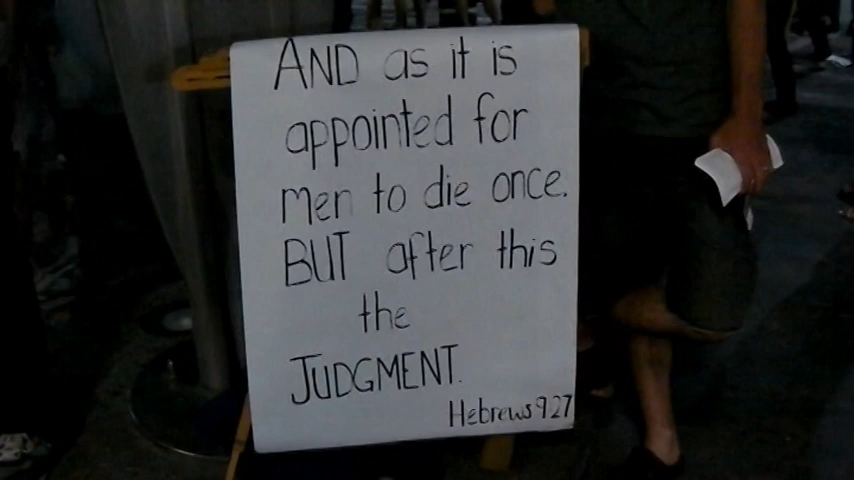 AND as it is
appointed for
men to die once.
BUT after this
the
JUDGMENT.
Hebrews 9 27